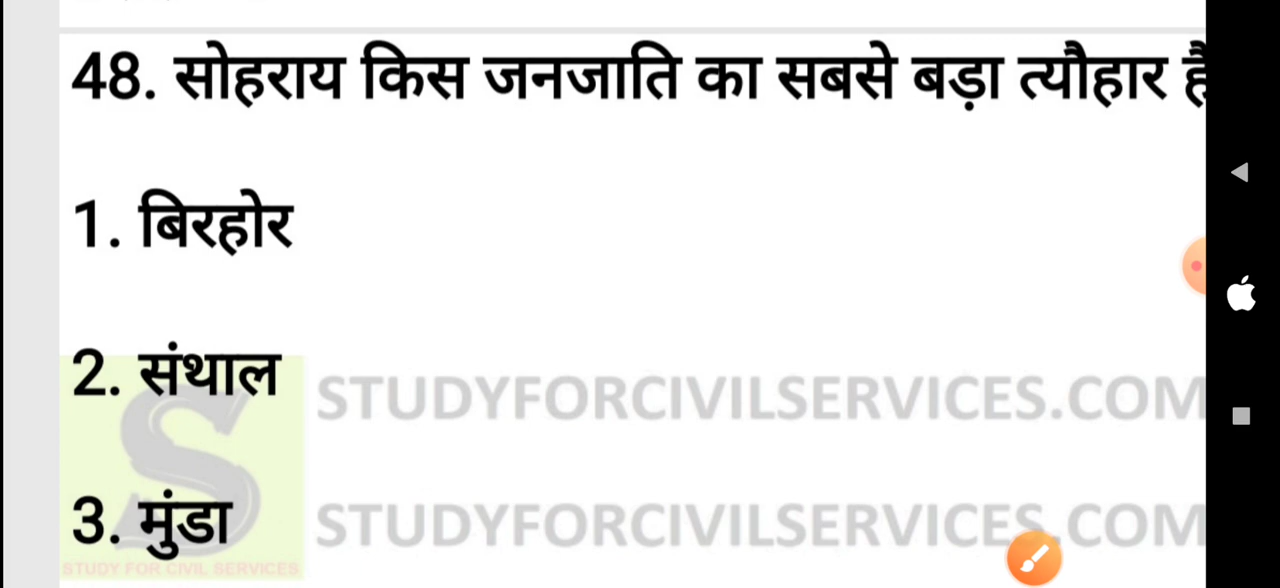 48. सोहराय किस जनजाति का सबसे बड़ा त्यौहार है
1. बिरहोर
2. संथाल
STUDYFORCIVILSERVICES.COM
3. मुंडा
STUDYFORCIVILSERVICES.COM
STUDY FOR CIVIL SERVICES